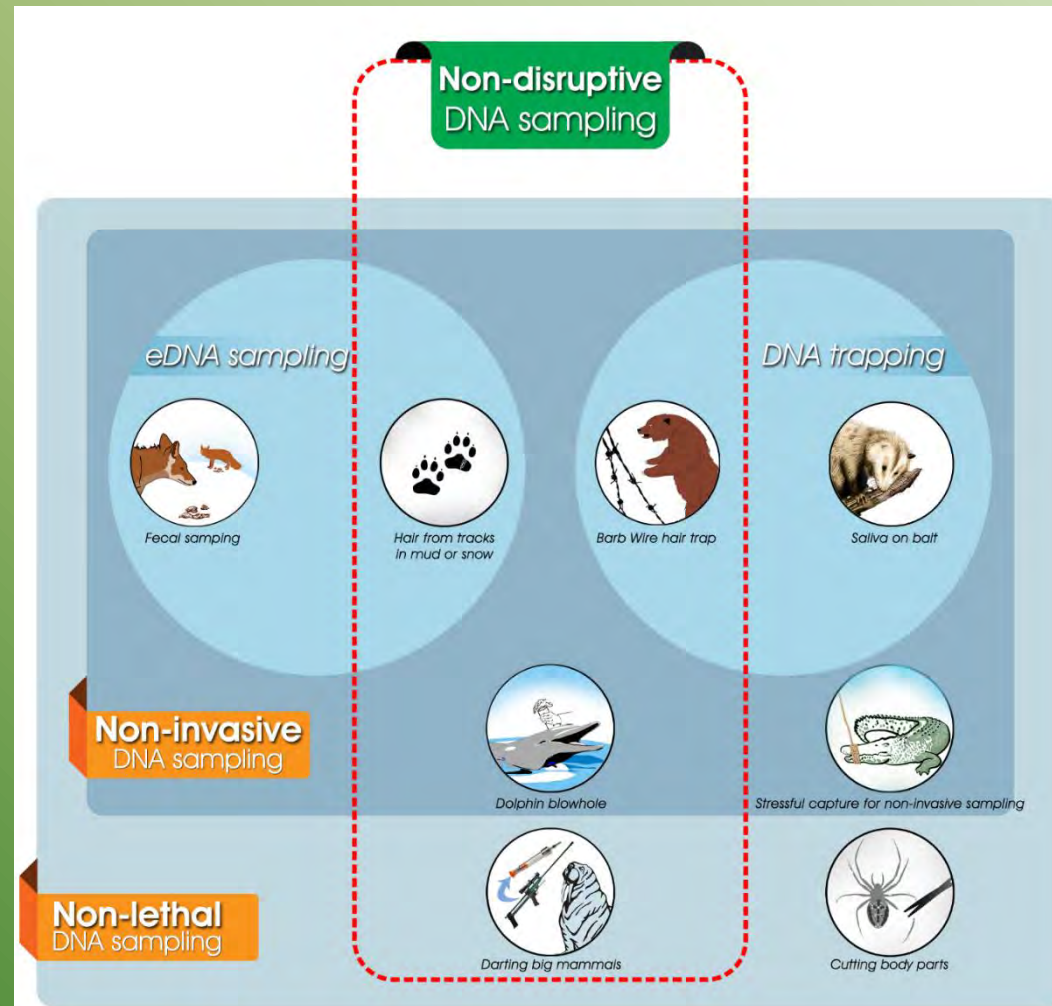 Non-disruptive
DNA sampling
eDNA sampling
DNA trapping
Fecal samping
Hair from tracks
in mud or snow
Barb Wire hair trap
Saliva on bait
Non-invasive
DNA sampling
Dolphin blowhole
Stressful capture for non-invasive sampling
Non-lethal
DNA sampling
Darting big mammals
Cutting body parts